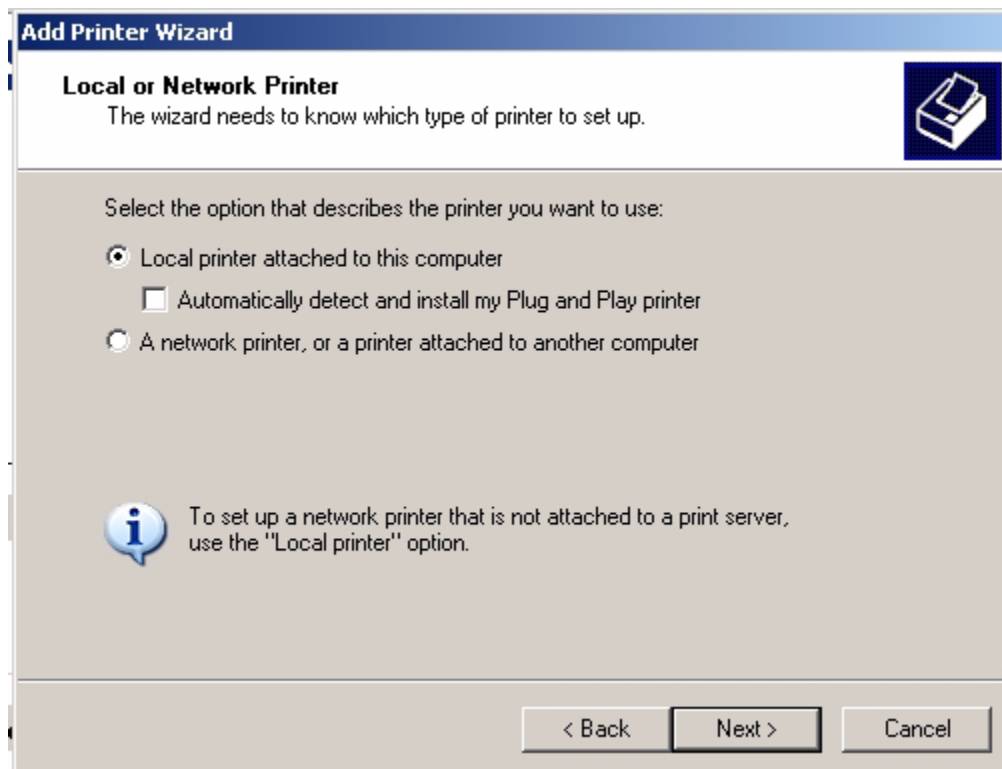 Add Printer Wizard
Local or Network Printer
The wizard needs to know which type of printer to set up.
Select the option that describes the printer you want to use:
Local printer attached to this computer
Automatically detect and install my Plug and Play printer
A network printer, or a printer attached to another computer
To set up a network printer that is not attached to a print server,
use the "Local printer" option.
< Back
Next >
Cancel